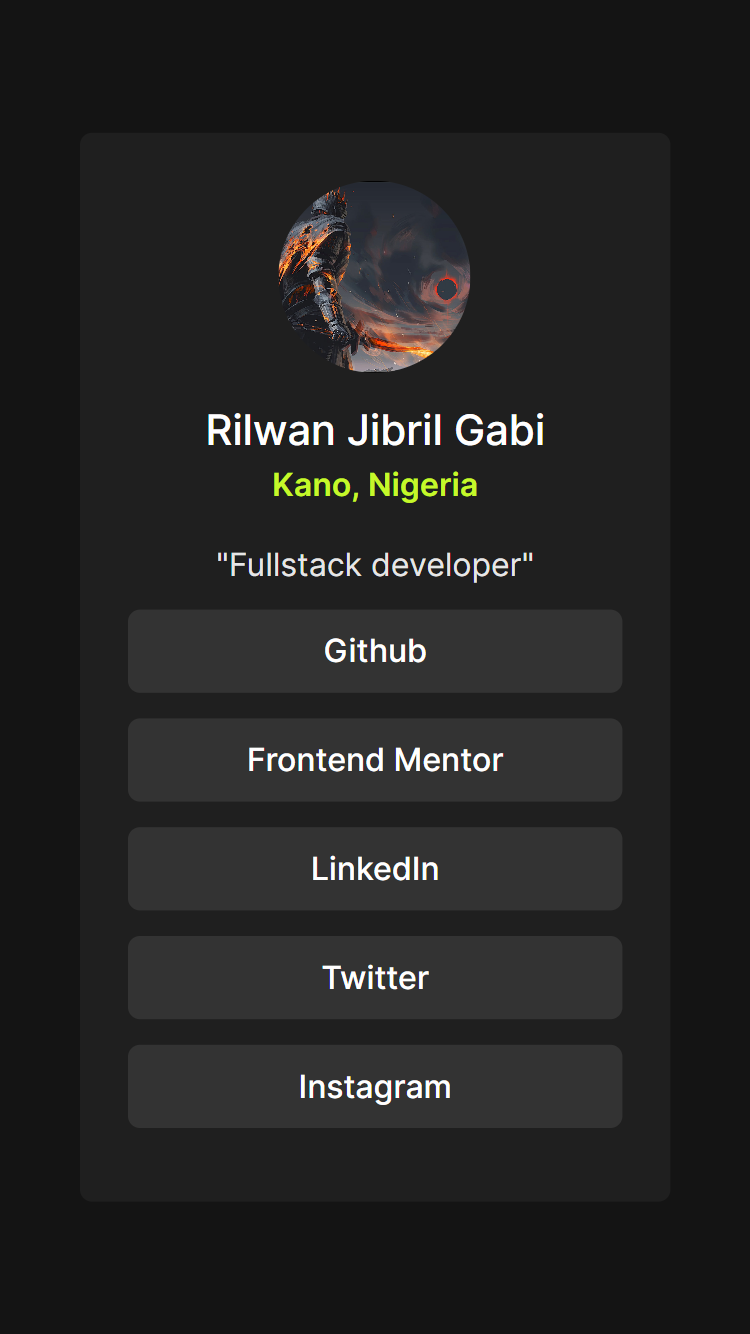 Rilwan Jibril Gabi
Kano, Nigeria
"Fullstack developer"
Github
Frontend Mentor
LinkedIn
Twitter
Instagram